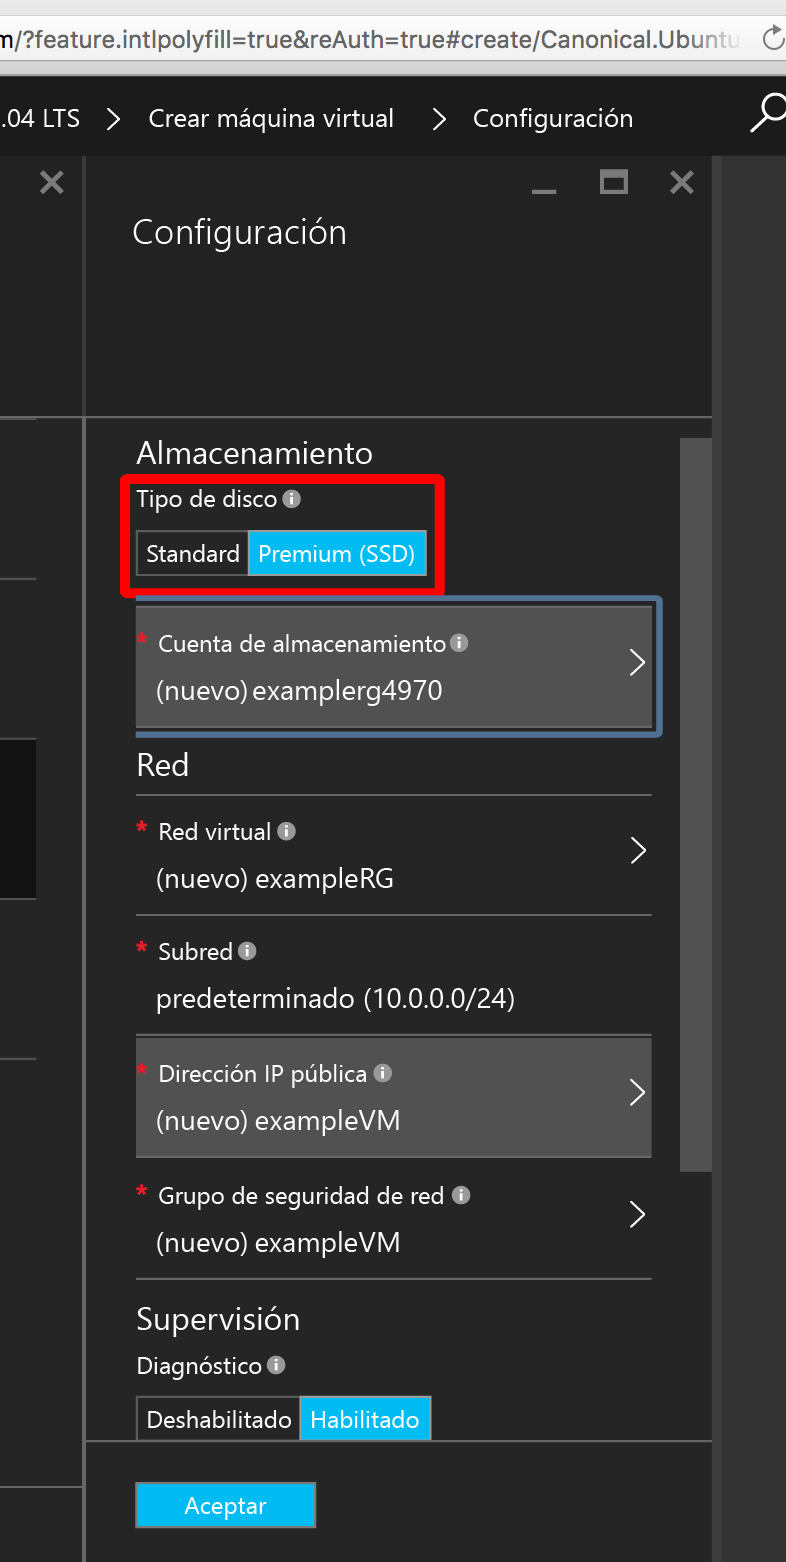 m/?feature.intlpolyfill=true&reAuth=true#create/Canonical.Ubuntu
.04 LTS > Crear máquina virtual > Configuración
Configuración
Almacenamiento
Tipo de disco
Standard Premium (SSD)
* Cuenta de almacenamiento
(nuevo) examplerg4970
Red
* Red virtual
(nuevo) exampleRG
* Subred
predeterminado (10.0.0.0/24)
* Dirección IP pública
(nuevo) exampleVM
* Grupo de seguridad de red
(nuevo) exampleVM
Supervisión
Diagnóstico
Deshabilitado Habilitado
Aceptar